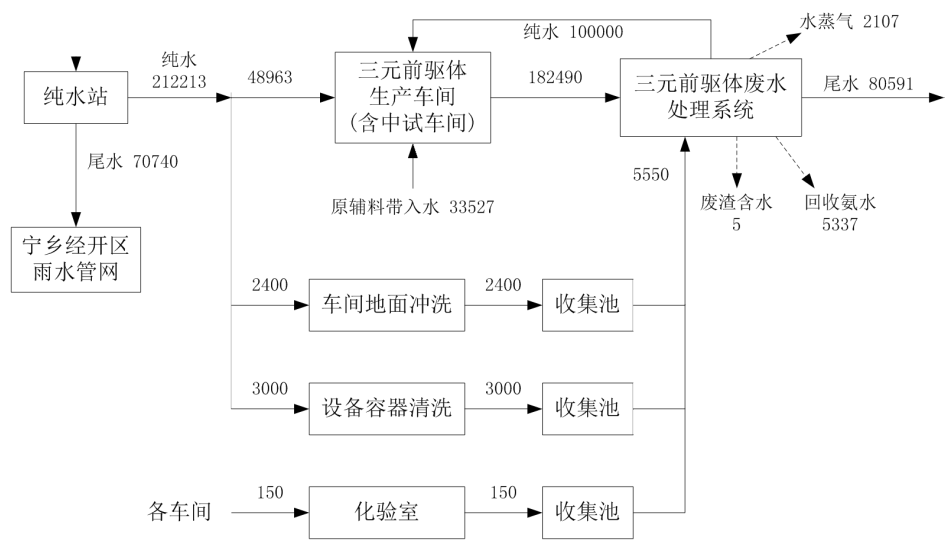 纯水 100000
水蒸气 2107
纯水
212213
48963
三元前驱体
生产车间
(含中试车间)
182490
三元前驱体废水
处理系统
尾水 80591
纯水站
尾水 70740
5550
原辅料带入水 33527
废渣含水
5
回收氨水
5337
宁乡经开区
雨水管网
2400
车间地面冲洗
2400
收集池
3000
设备容器清洗
3000
收集池
各车间
150
化验室
150
收集池